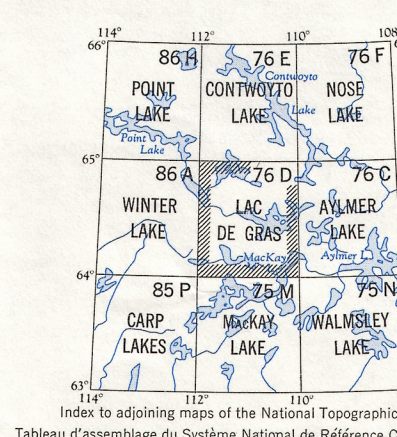 114° 112° 110° 108
66°
86 H 76 E 76 F
POINT LAKE
CONTWOYTO LAKE
NOSE LAKE
Contwoyto Lake
Point Lake
65°
86 A 76 D 76 C
WINTER LAKE
LAC DE GRAS
AYLMER LAKE
MacKay
Aylmer L.
64°
85 P 75 M 75 N
CARP LAKES
MACKAY LAKE
WALMSLEY LAKE
63°
114° 112° 110°
Index to adjoining maps of the National Topographic
Tableau d'assemblage du Système National de Référence C